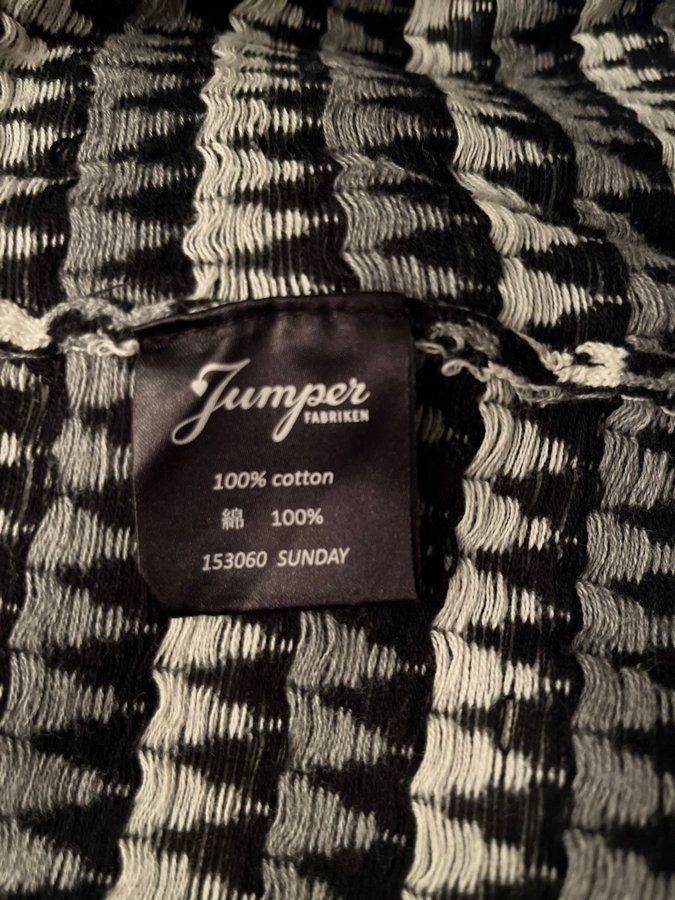 Jumper
FABRIKEN
100% cotton
綿 100%
153060 SUNDAY